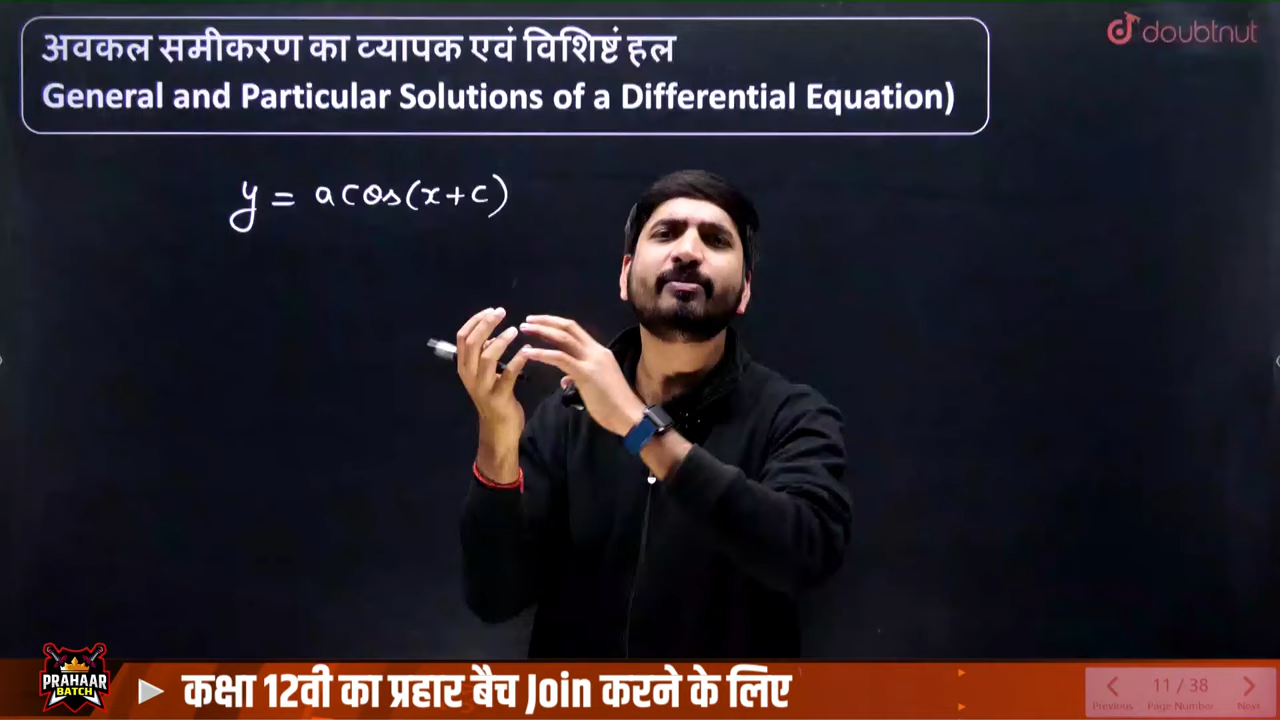 अवकल समीकरण का व्यापक एवं विशिष्टं हल
doubtnut
General and Particular Solutions of a Differential Equation)
y = a cos(x+c)
PRAHAAR
BATCH
कक्षा 12वी का प्रहार बैच Join करने के लिए
11 / 38
Previous Page Number Next